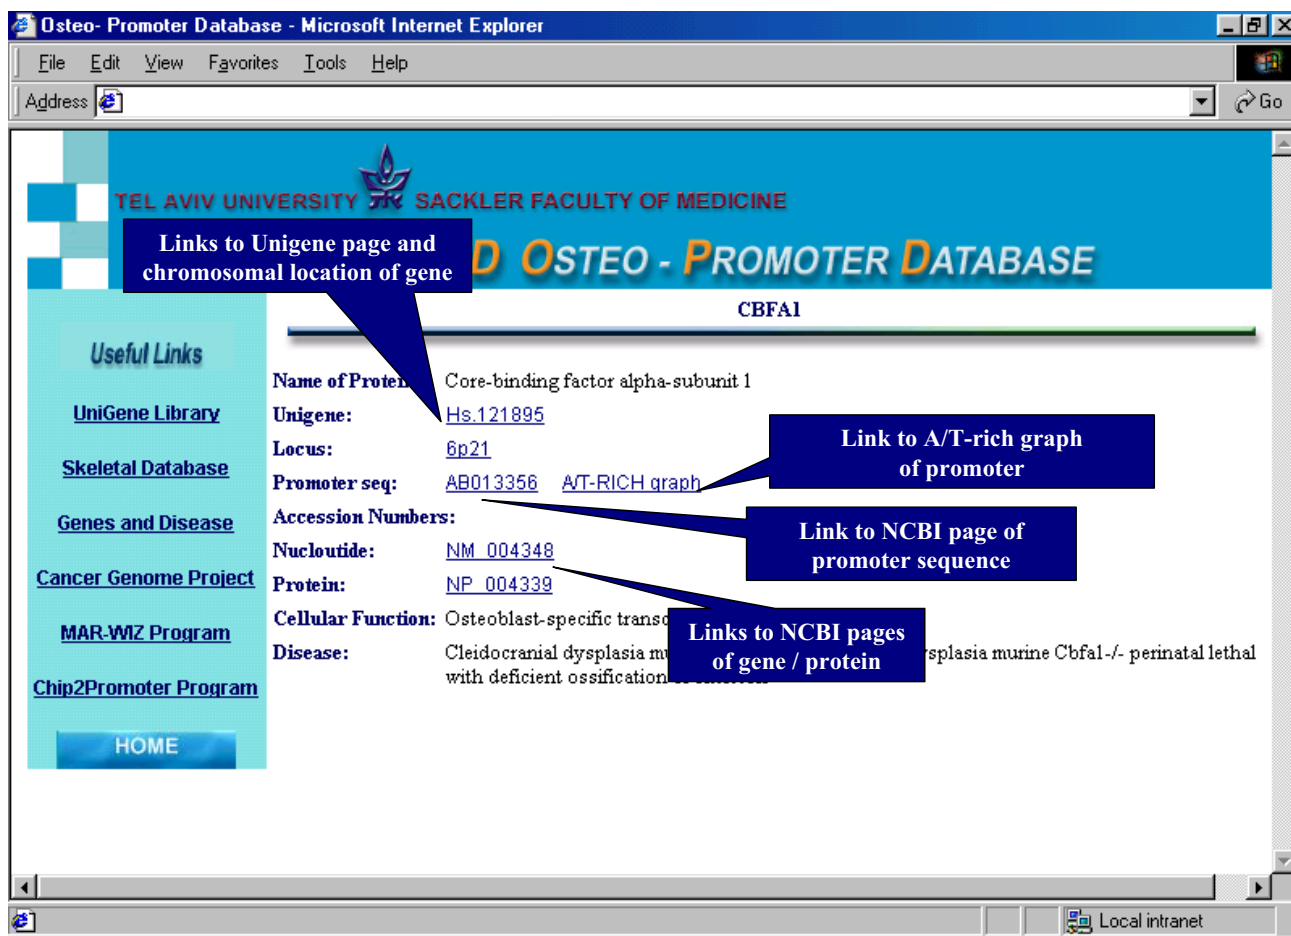 Osteo- Promoter Database - Microsoft Internet Explorer
File Edit View Favorites Tools Help
Address Go
TEL AVIV UNIVERSITY SACKLER FACULTY OF MEDICINE
Links to Unigene page and
chromosomal location of gene
D OSTEO - PROMOTER DATABASE
CBFA1
Useful Links
UniGene Library
Skeletal Database
Genes and Disease
Cancer Genome Project
MAR-WIZ Program
Chip2Promoter Program
HOME
Name of Protein Core-binding factor alpha-subunit 1
Unigene: Hs.121895
Locus: 6p21
Promoter seq: AB013356 A/T-RICH graph
Accession Numbers:
Nucloutide: NM_004348
Protein: NP_004339
Cellular Function: Osteoblast-specific
Disease: Cleidocranial dysplasia murine Cbfa1-/- perinatal lethal
with deficient ossification
Link to A/T-rich graph
of promoter
Link to NCBI page of
promoter sequence
Links to NCBI pages
of gene / protein
Local intranet